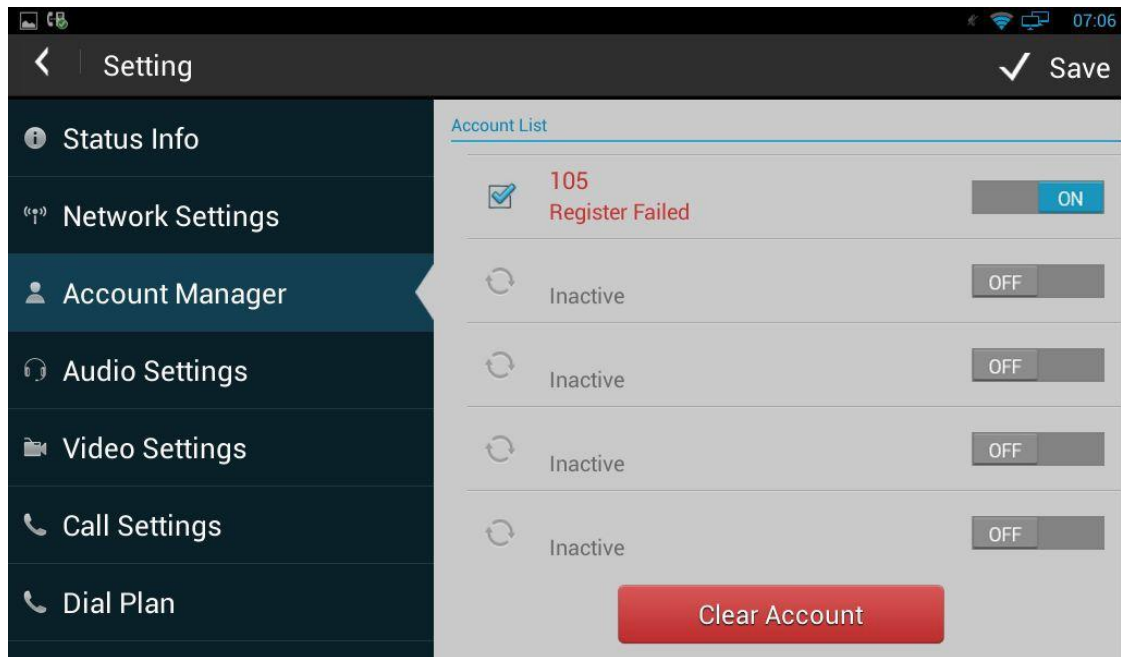 07:06
Setting
Save
Status Info
Network Settings
Account Manager
Audio Settings
Video Settings
Call Settings
Dial Plan
Account List
105
Register Failed
ON
Inactive
OFF
Inactive
OFF
Inactive
OFF
Inactive
OFF
Clear Account